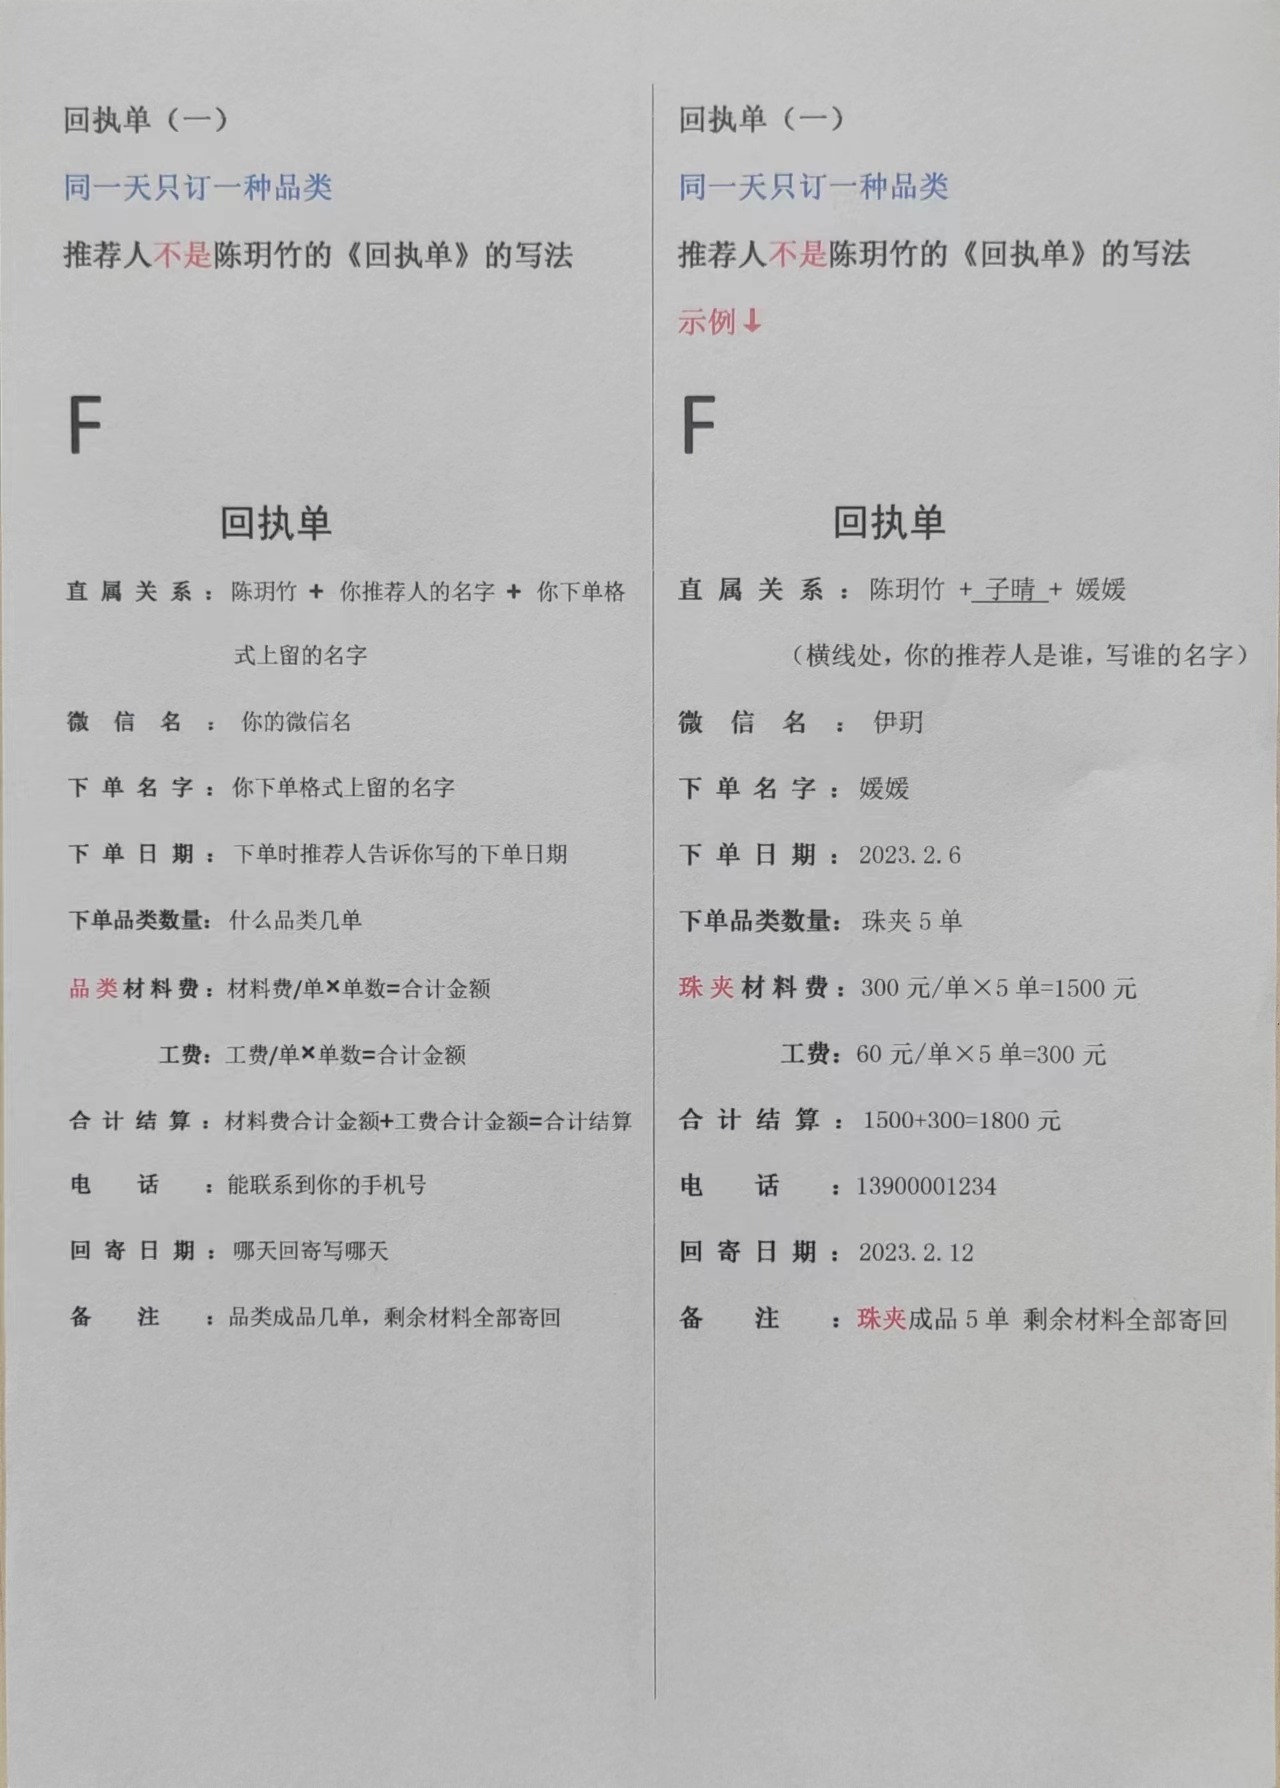 回执单（一）
同一天只订一种品类
推荐人不是陈玥竹的《回执单》的写法
F
回执单
直属关系：陈玥竹 + 你推荐人的名字 + 你下单格
式上留的名字
微信名：你的微信名
下单名字：你下单格式上留的名字
下单日期：下单时推荐人告诉你写的下单日期
下单品类数量：什么品类几单
品类材料费：材料费/单×单数=合计金额
工费：工费/单×单数=合计金额
合计结算：材料费合计金额+工费合计金额=合计结算
电话：能联系到你的手机号
回寄日期：哪天回寄写哪天
备注：品类成品几单，剩余材料全部寄回
回执单（一）
同一天只订一种品类
推荐人不是陈玥竹的《回执单》的写法
示例↓
F
回执单
直属关系：陈玥竹 + 子晴 + 媛媛
（横线处，你的推荐人是谁，写谁的名字）
微信名：伊玥
下单名字：媛媛
下单日期：2023.2.6
下单品类数量：珠夹 5 单
珠夹材料费：300 元/单×5 单=1500 元
工费：60 元/单×5 单=300 元
合计结算：1500+300=1800 元
电话：13900001234
回寄日期：2023.2.12
备注：珠夹成品 5 单 剩余材料全部寄回